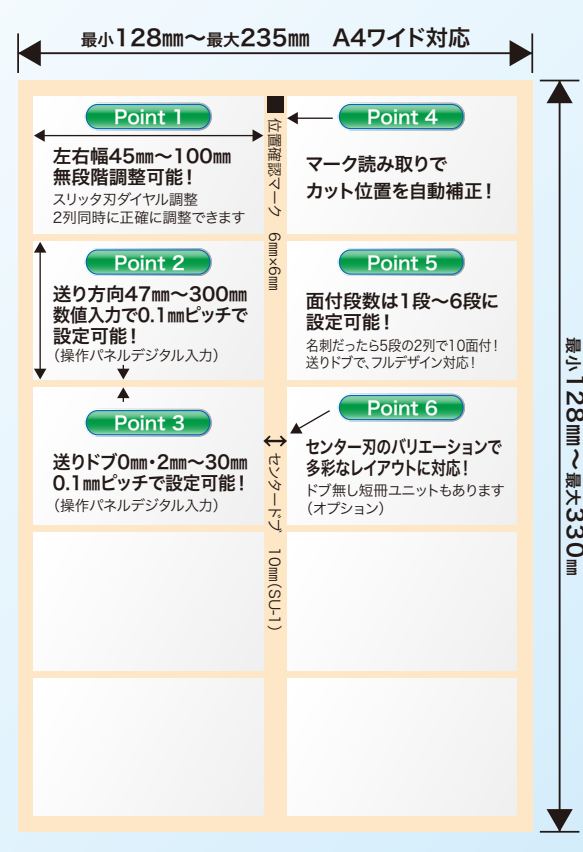 最小128㎜〜最大235㎜ A4ワイド対応
Point 1
左右幅45㎜〜100㎜
無段階調整可能！
スリッタ刃ダイヤル調整
2列同時に正確に調整できます
位置確認マーク 6㎜×6㎜
Point 4
マーク読み取りで
カット位置を自動補正！
Point 2
送り方向47㎜〜300㎜
数値入力で0.1㎜ピッチで
設定可能！
（操作パネルデジタル入力）
Point 5
面付段数は1段〜6段に
設定可能！
名刺だったら5段の2列で10面付！
送りドブで、フルデザイン対応！
Point 3
送りドブ0㎜・2㎜〜30㎜
0.1㎜ピッチで設定可能！
（操作パネルデジタル入力）
センタードブ 10㎜(SU-1)
Point 6
センター刃のバリエーションで
多彩なレイアウトに対応！
ドブ無し短冊ユニットもあります
（オプション）
最小128㎜〜最大330㎜